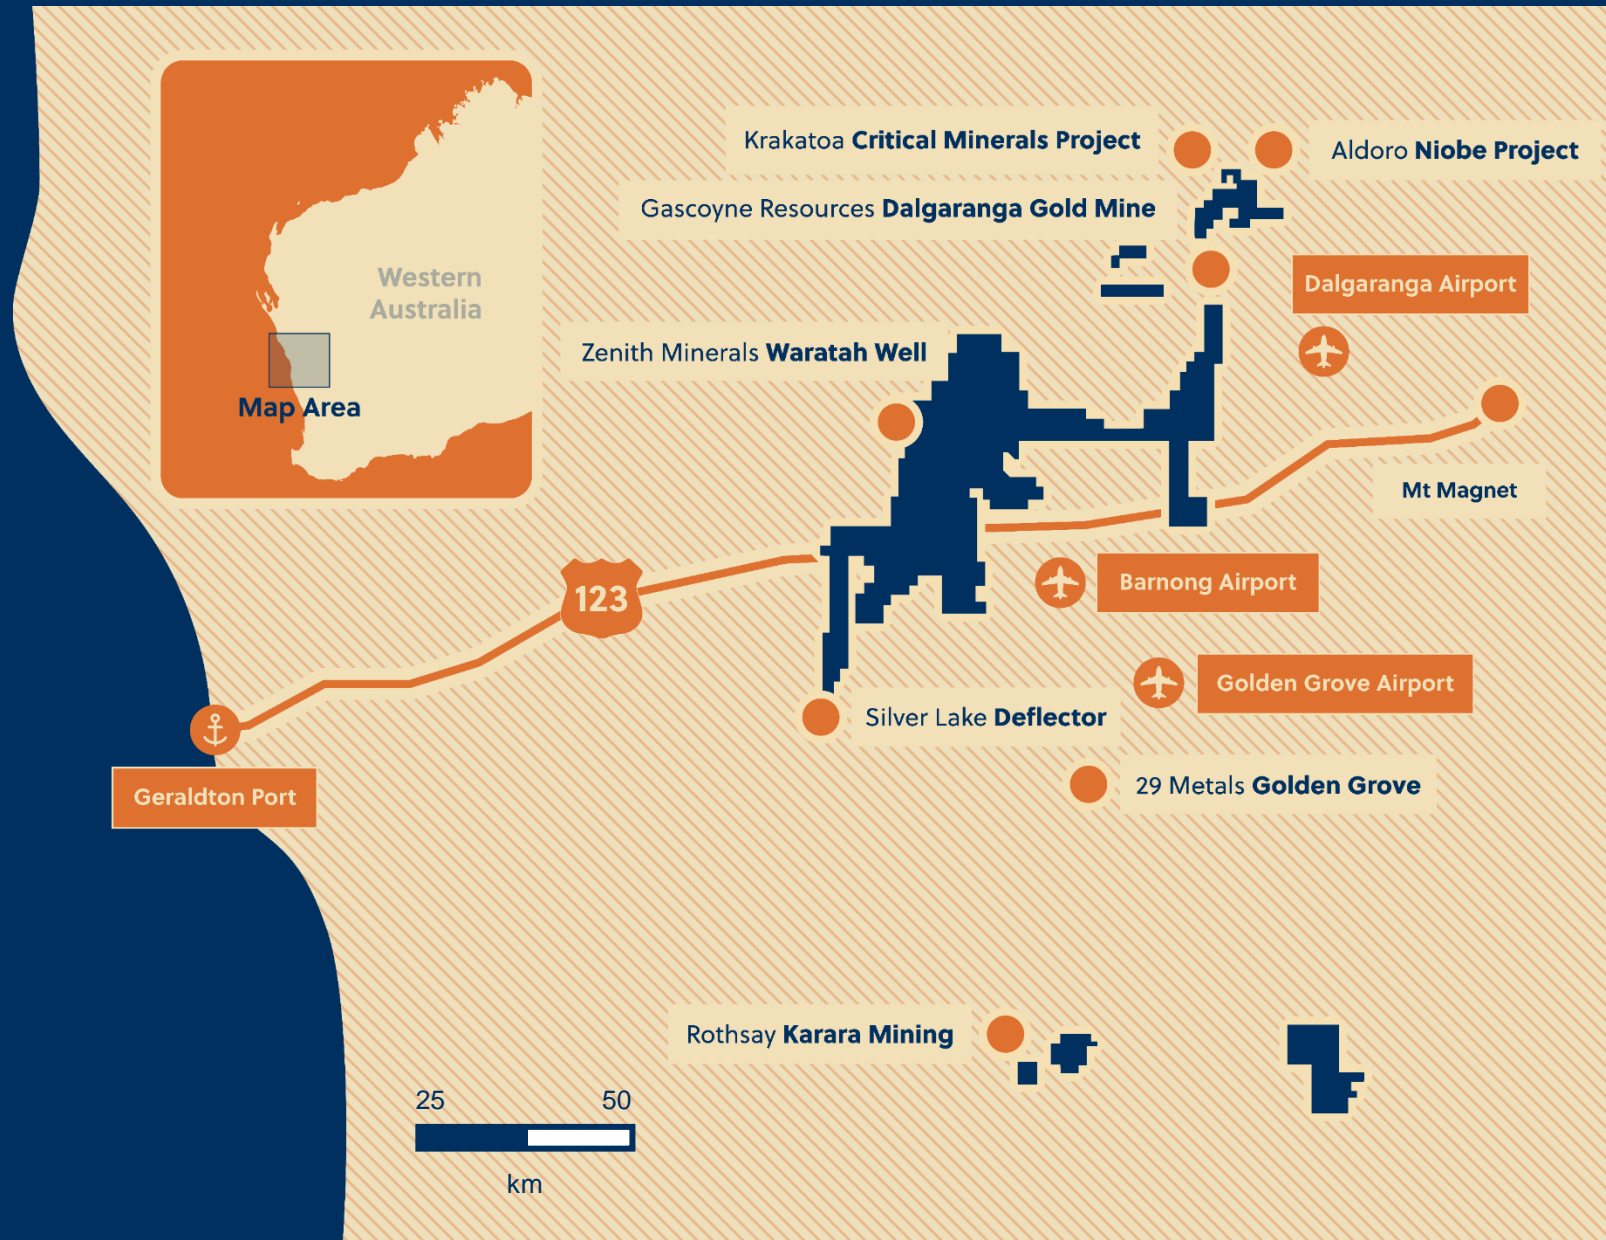 Krakatoa Critical Minerals Project
Aldoro Niobe Project
Gascoyne Resources Dalgaranga Gold Mine
Western
Australia
Dalgaranga Airport
Zenith Minerals Waratah Well
Map Area
Mt Magnet
123
Barnong Airport
Golden Grove Airport
Silver Lake Deflector
Geraldton Port
29 Metals Golden Grove
Rothsay Karara Mining
25 50
km